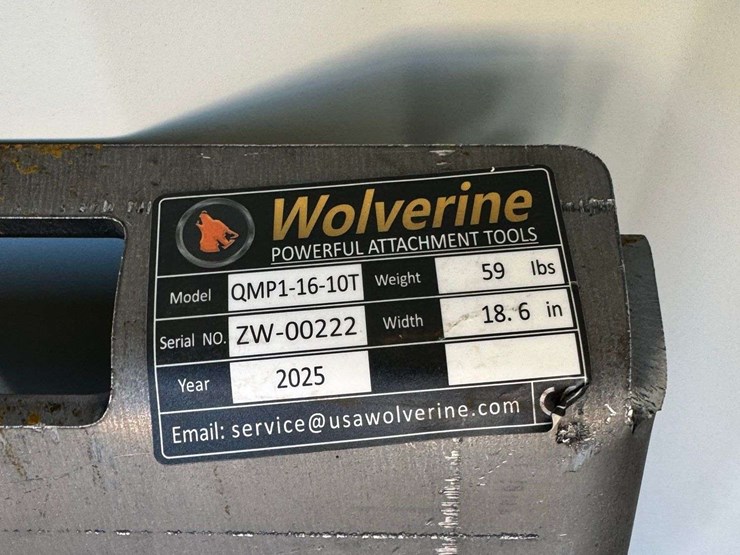 Wolverine
POWERFUL ATTACHMENT TOOLS
Model QMP1-16-10T Weight 59 lbs
Serial NO. ZW-00222 Width 18.6 in
Year 2025
Email: service@usawolverine.com